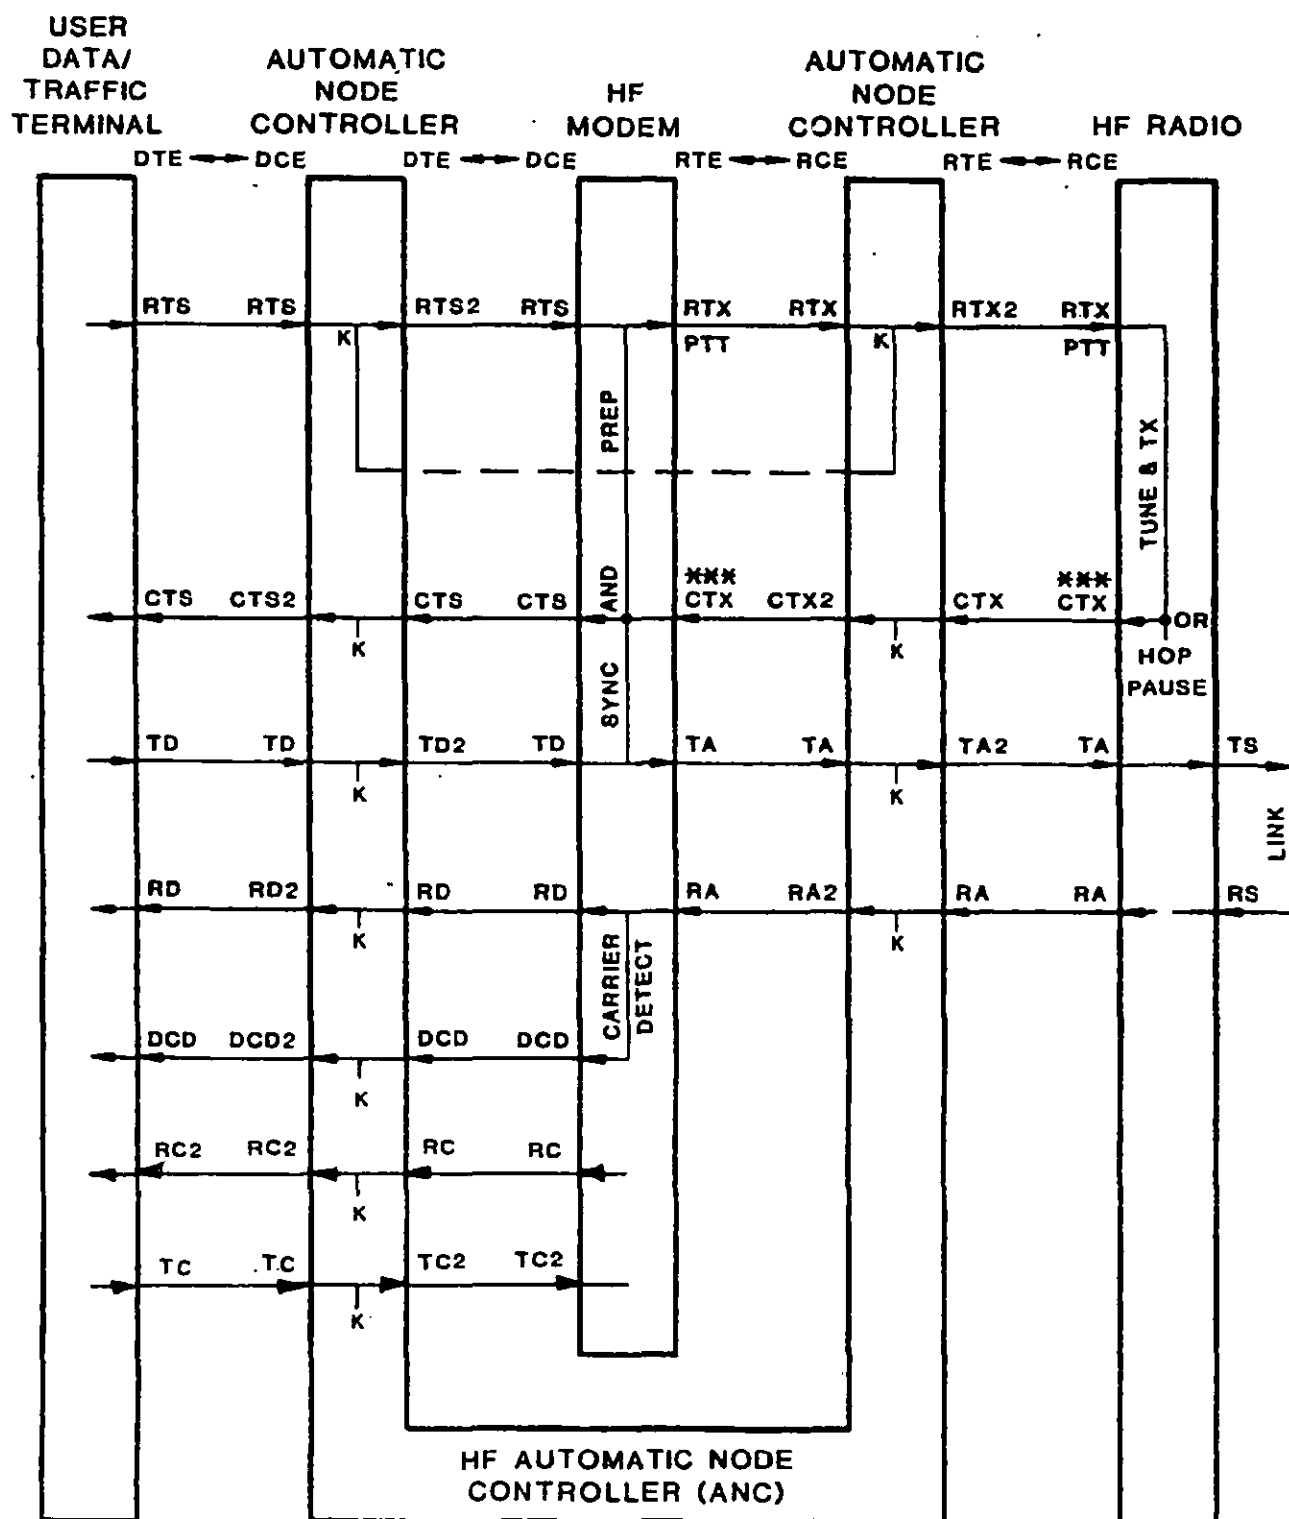 USER
DATA/
TRAFFIC
TERMINAL
AUTOMATIC
NODE
CONTROLLER
HF
MODEM
AUTOMATIC
NODE
CONTROLLER
HF RADIO
DTE DCE DTE DCE RTE RCE RTE RCE
RTS RTS RTS2 RTS RTX RTX RTX2 RTX
K PTT K PTT
PREP
TUNE & TX
AND
*** ***
CTS CTS2 CTS CTS CTX CTX2 CTX CTX OR
K K HOP
PAUSE
SYNC
TD TD TD2 TD TA TA TA2 TA TS
K K
LINK
RD RD2 RD RD RA RA2 RA RA RS
K K
CARRIER
DETECT
DCD DCD2 DCD DCD
K
RC2 RC2 RC RC
K
TC TC TC2 TC2
K
HF AUTOMATIC NODE
CONTROLLER (ANC)